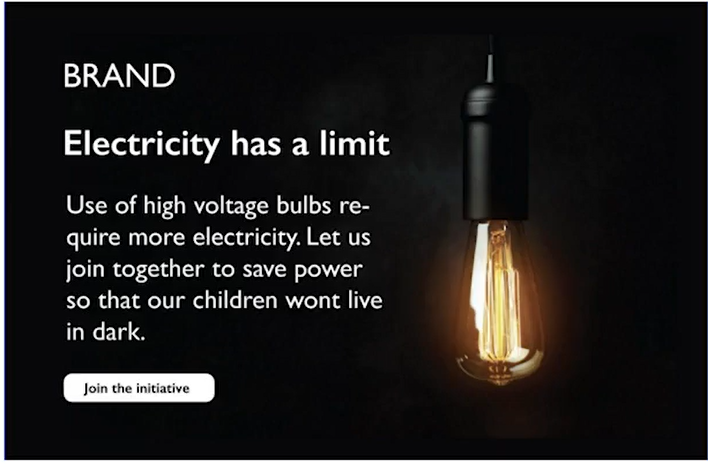 BRAND
Electricity has a limit
Use of high voltage bulbs re-
quire more electricity. Let us
join together to save power
so that our children wont live
in dark.
Join the initiative